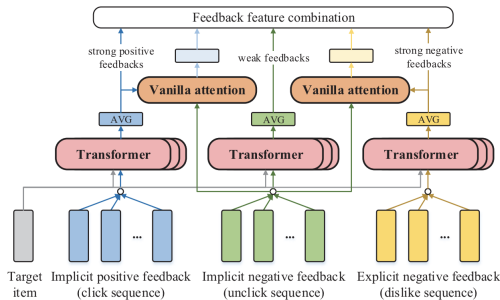 Feedback feature combination
strong positive
feedbacks
weak feedbacks
strong negative
feedbacks
Vanilla attention
Vanilla attention
AVG
AVG
AVG
Transformer
Transformer
Transformer
...
...
...
Target
item
Implicit positive feedback
(click sequence)
Implicit negative feedback
(unclick sequence)
Explicit negative feedback
(dislike sequence)